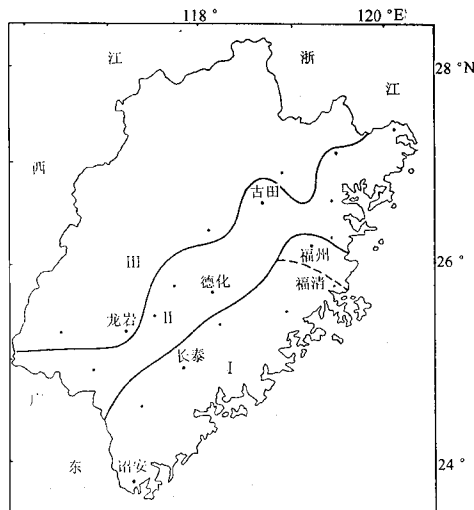 118° 120°E
江 浙 28°N
江
西
古田
III 福州 26°
德化 福清
龙岩 II
长泰 I
广
东 诏安 24°